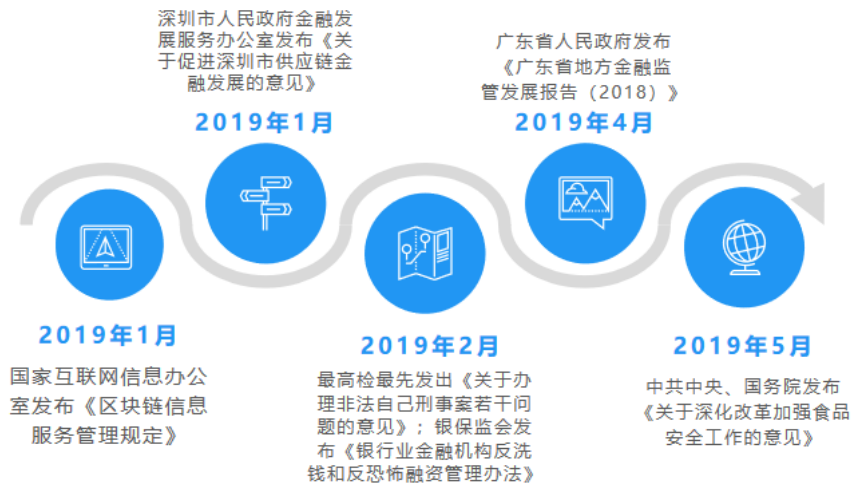 深圳市人民政府金融发
展服务办公室发布《关
于促进深圳市供应链金
融发展的意见》
2019年1月
广东省人民政府发布
《广东省地方金融监
管发展报告（2018）》
2019年4月
2019年1月
国家互联网信息办公
室发布《区块链信息
服务管理规定》
2019年2月
最高检最先发出《关于办
理非法自己刑事案若干问
题的意见》；银保监会发
布《银行业金融机构反洗
钱和反恐怖融资管理办法》
2019年5月
中共中央、国务院发布
《关于深化改革加强食品
安全工作的意见》